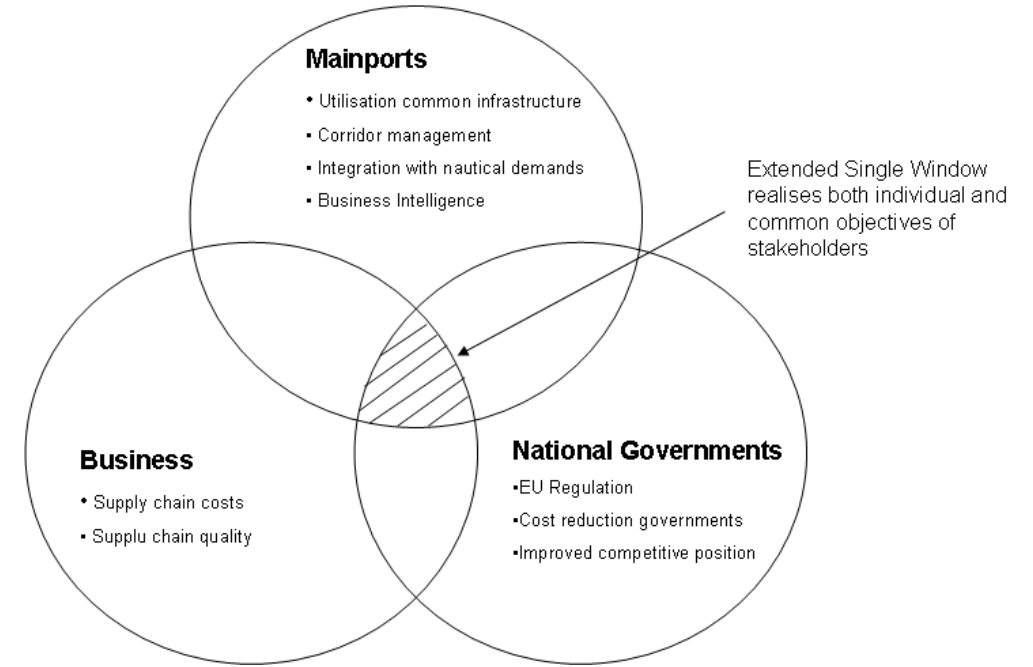 Mainports
• Utilisation common infrastructure
▪ Corridor management
▪ Integration with nautical demands
▪ Business Intelligence
Extended Single Window
realises both individual and
common objectives of
stakeholders
Business
• Supply chain costs
▪ Supplu chain quality
National Governments
▪EU Regulation
▪Cost reduction governments
▪Improved competitive position